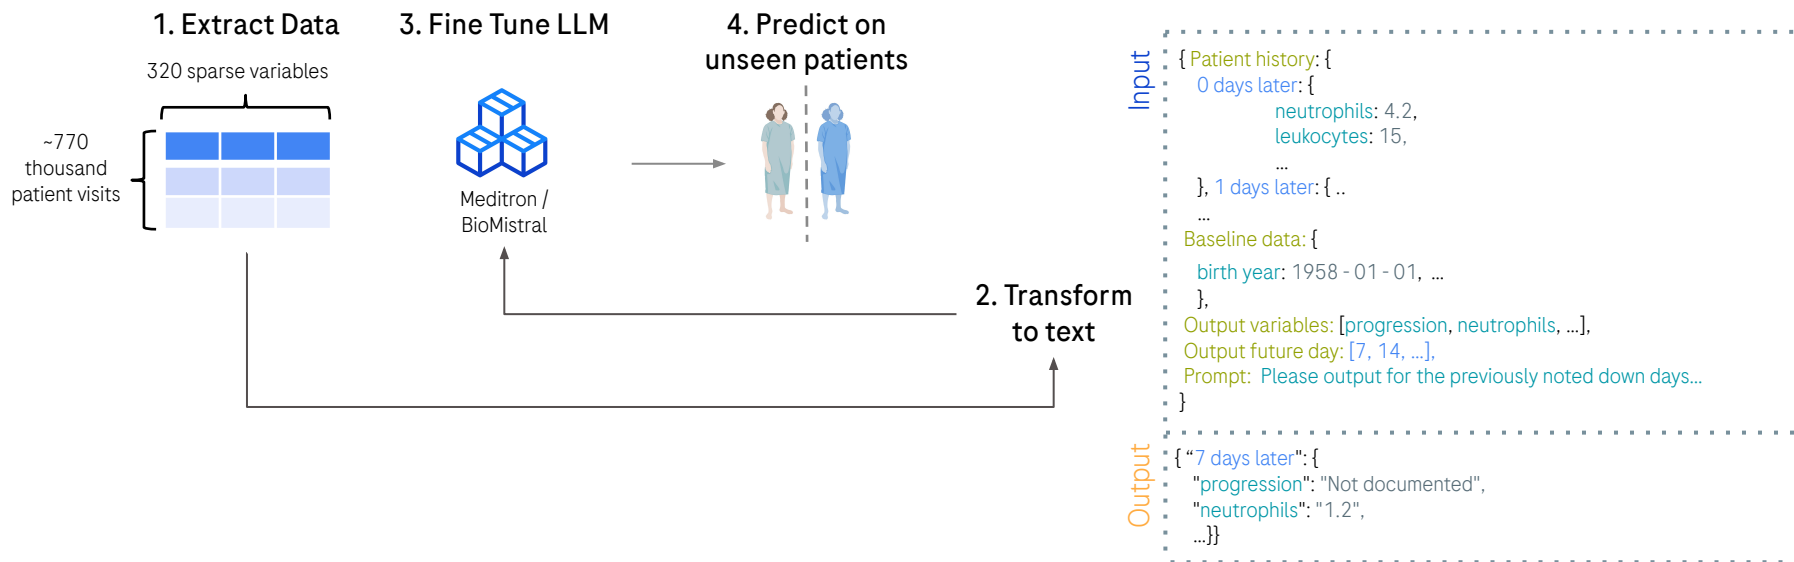 1. Extract Data
320 sparse variables
~770
thousand
patient visits
3. Fine Tune LLM
Meditron /
BioMistral
4. Predict on
unseen patients
2. Transform
to text
Input
{ Patient history: {
0 days later: {
neutrophils: 4.2,
leukocytes: 15,
...
}, 1 days later: { ..
...
Baseline data: {
birth year: 1958 - 01 - 01, ...
},
Output variables: [progression, neutrophils, ...],
Output future day: [7, 14, ...],
Prompt: Please output for the previously noted down days...
}
Output
{ “7 days later": {
"progression": "Not documented",
"neutrophils": "1.2",
...}}